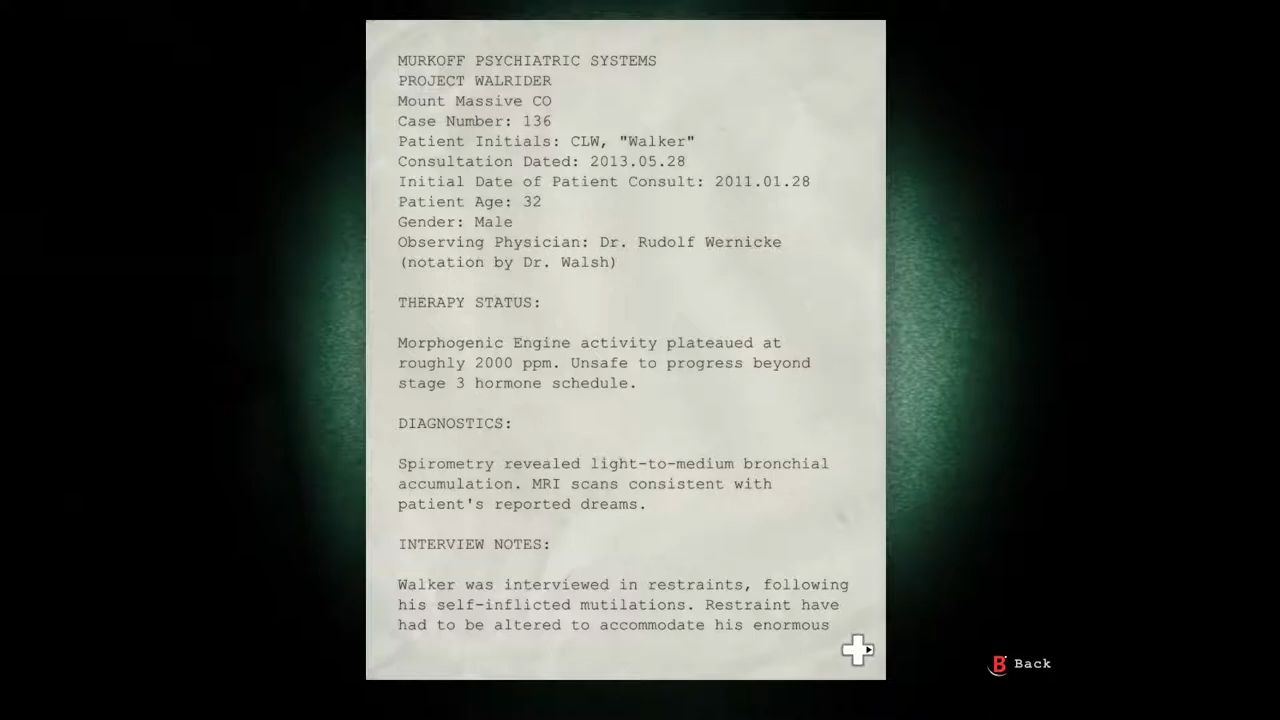 MURKOFF PSYCHIATRIC SYSTEMS
PROJECT WALRIDER
Mount Massive CO
Case Number: 136
Patient Initials: CLW, "Walker"
Consultation Dated: 2013.05.28
Initial Date of Patient Consult: 2011.01.28
Patient Age: 32
Gender: Male
Observing Physician: Dr. Rudolf Wernicke
(notation by Dr. Walsh)
THERAPY STATUS:
Morphogenic Engine activity plateaued at
roughly 2000 ppm. Unsafe to progress beyond
stage 3 hormone schedule.
DIAGNOSTICS:
Spirometry revealed light-to-medium bronchial
accumulation. MRI scans consistent with
patient's reported dreams.
INTERVIEW NOTES:
Walker was interviewed in restraints, following
his self-inflicted mutilations. Restraint have
had to be altered to accommodate his enormous
B Back